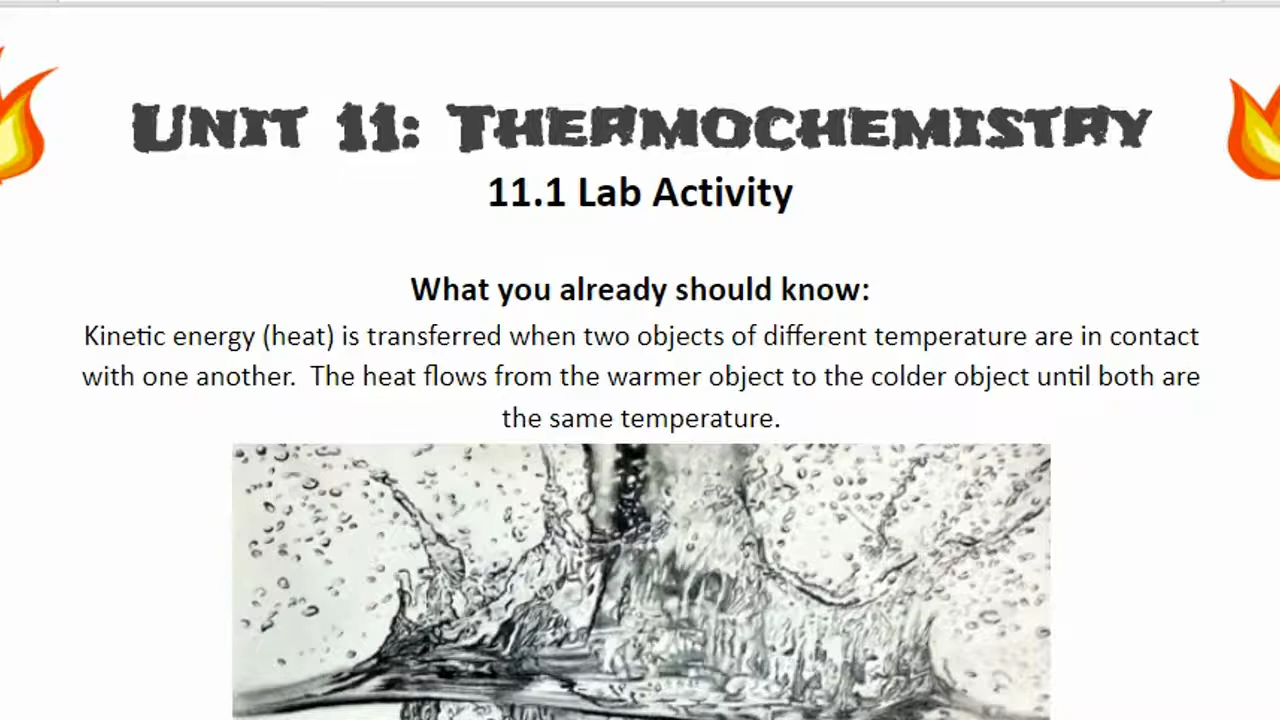 Unit 11: Thermochemistry
11.1 Lab Activity
What you already should know:
Kinetic energy (heat) is transferred when two objects of different temperature are in contact
with one another.  The heat flows from the warmer object to the colder object until both are
the same temperature.